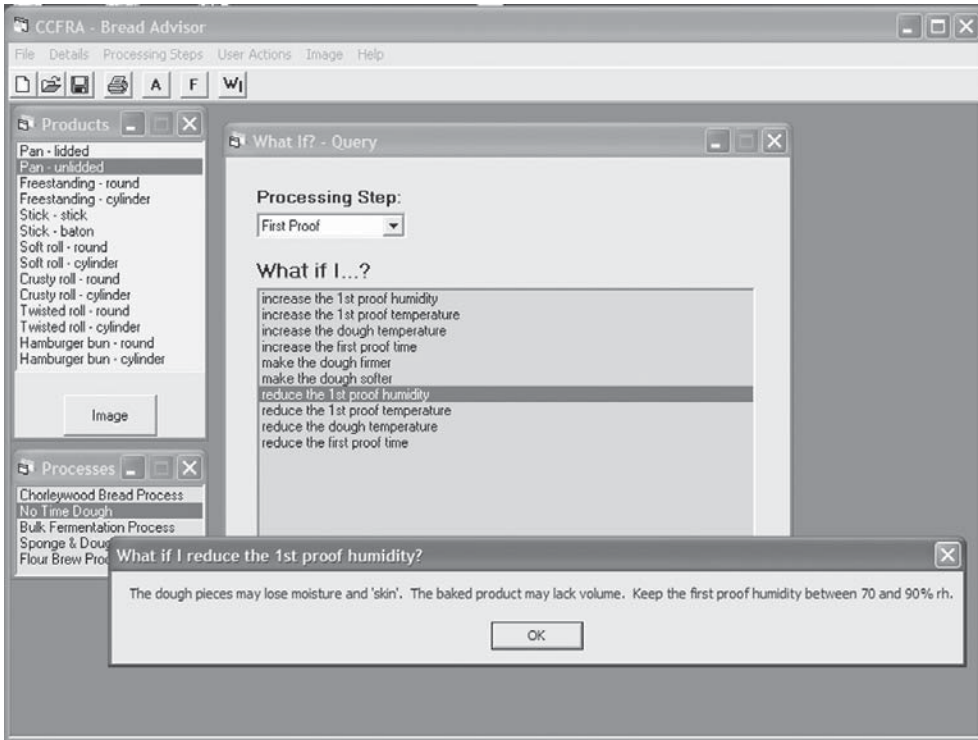 CCFRA - Bread Advisor
File Details Processing Steps User Actions Image Help
A F WI
Products
Pan - lidded
Pan - unlidded
Freestanding - round
Freestanding - cylinder
Stick - stick
Stick - baton
Soft roll - round
Soft roll - cylinder
Crusty roll - round
Crusty roll - cylinder
Twisted roll - round
Twisted roll - cylinder
Hamburger bun - round
Hamburger bun - cylinder
Image
Processes
Chorleywood Bread Process
No Time Dough
Bulk Fermentation Process
Sponge & Doug
Flour Brew Proc
What If? - Query
Processing Step:
First Proof
What if I...?
increase the 1st proof humidity
increase the 1st proof temperature
increase the dough temperature
increase the first proof time
make the dough firmer
make the dough softer
reduce the 1st proof humidity
reduce the 1st proof temperature
reduce the dough temperature
reduce the first proof time
What if I reduce the 1st proof humidity?
The dough pieces may lose moisture and 'skin'. The baked product may lack volume. Keep the first proof humidity between 70 and 90% rh.
OK